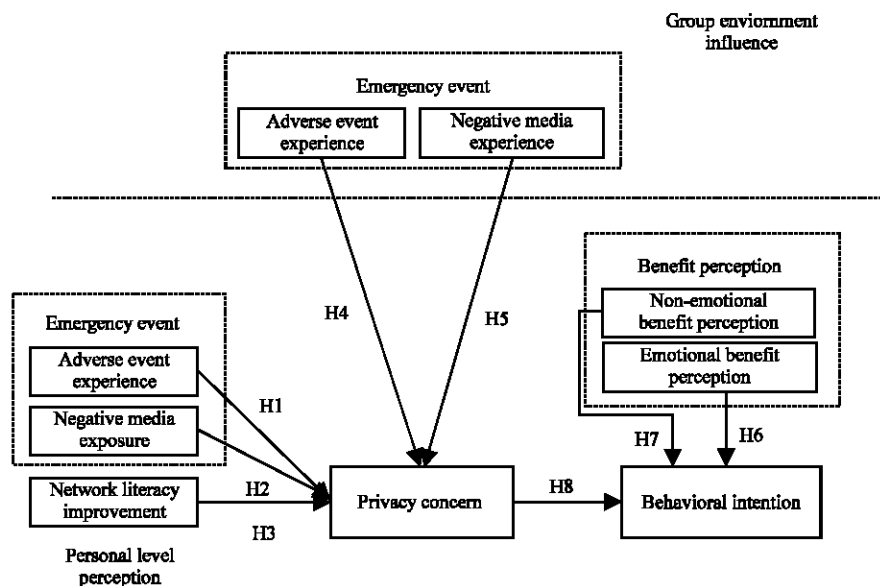 Group enviornment
influence
Emergency event
Adverse event
experience
Negative media
experience
H4
H5
Benefit perception
Non-emotional
benefit perception
Emotional benefit
perception
H7
H6
Emergency event
Adverse event
experience
Negative media
exposure
Network literacy
improvement
H1
H2
H3
Privacy concern
H8
Behavioral intention
Personal level
perception